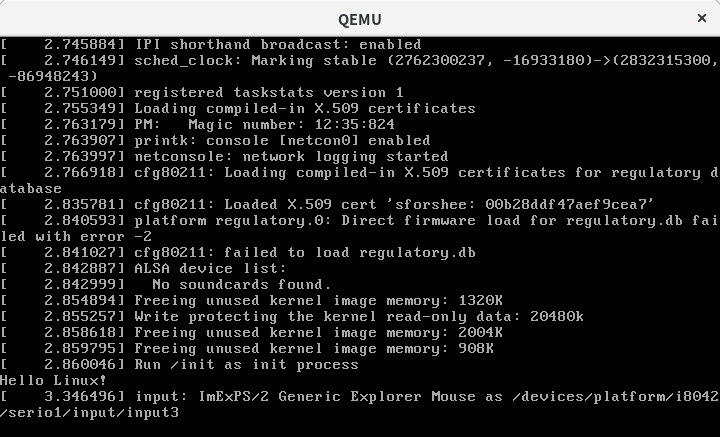 QEMU
×
[    2.745884] IPI shorthand broadcast: enabled
[    2.746149] sched_clock: Marking stable (2762300237, -16933180)->(2832315300,
 -86948243)
[    2.751000] registered taskstats version 1
[    2.755349] Loading compiled-in X.509 certificates
[    2.763179] PM:   Magic number: 12:35:824
[    2.763907] printk: console [netcon0] enabled
[    2.763997] netconsole: network logging started
[    2.766918] cfg80211: Loading compiled-in X.509 certificates for regulatory d
atabase
[    2.835781] cfg80211: Loaded X.509 cert 'sforshee: 00b28ddf47aef9cea7'
[    2.840593] platform regulatory.0: Direct firmware load for regulatory.db fai
led with error -2
[    2.841027] cfg80211: failed to load regulatory.db
[    2.842887] ALSA device list:
[    2.842999]   No soundcards found.
[    2.854894] Freeing unused kernel image memory: 1320K
[    2.855257] Write protecting the kernel read-only data: 20480k
[    2.858618] Freeing unused kernel image memory: 2004K
[    2.859795] Freeing unused kernel image memory: 908K
[    2.860046] Run /init as init process
Hello Linux!
[    3.346496] input: ImExPS/2 Generic Explorer Mouse as /devices/platform/i8042
/serio1/input/input3